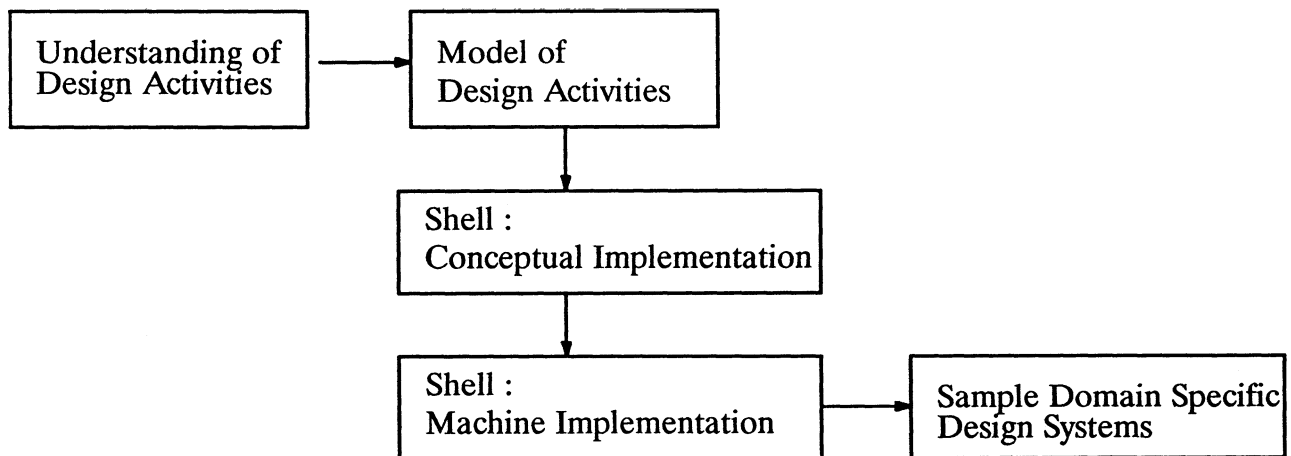 Understanding of
Design Activities
Model of
Design Activities
Shell :
Conceptual Implementation
Shell :
Machine Implementation
Sample Domain Specific
Design Systems